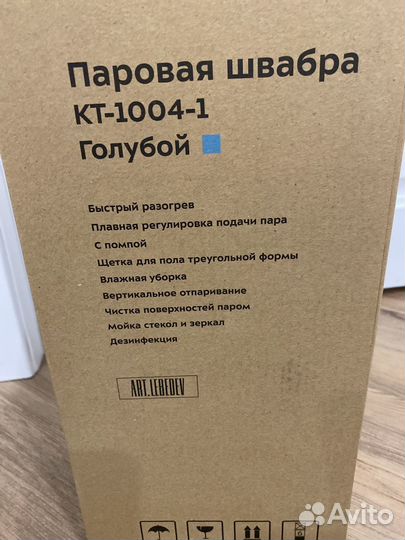 Паровая швабра
КТ-1004-1
Голубой
Быстрый разогрев
Плавная регулировка подачи пара
С помпой
Щетка для пола треугольной формы
Влажная уборка
Вертикальное отпаривание
Чистка поверхностей паром
Мойка стекол и зеркал
Дезинфекция
ART.LEBEDEV
Avito